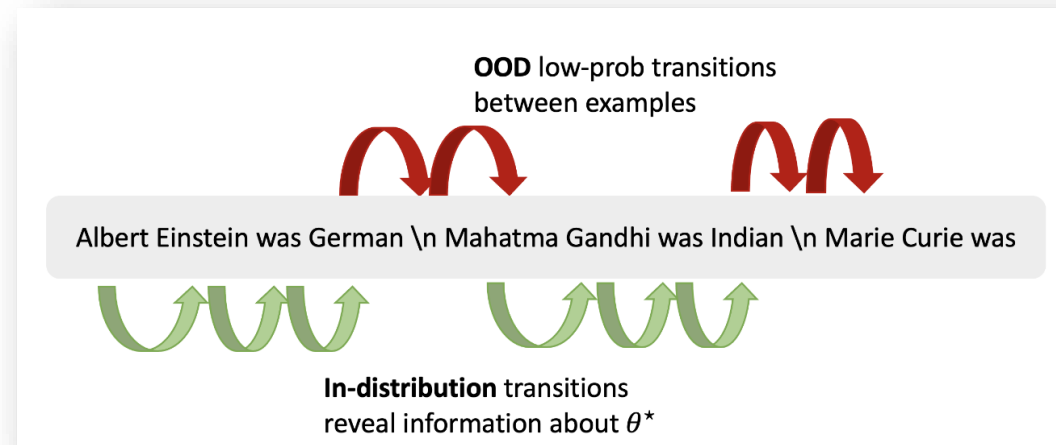 OOD low-prob transitions
between examples
Albert Einstein was German \n Mahatma Gandhi was Indian \n Marie Curie was
In-distribution transitions
reveal information about θ*